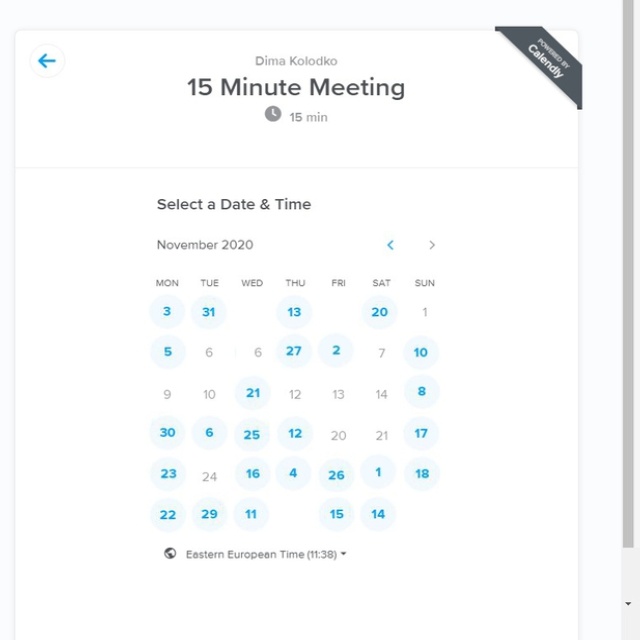 POWERED BY
Calendly
Dima Kolodko
15 Minute Meeting
15 min
Select a Date & Time
November 2020
MON TUE WED THU FRI SAT SUN
3 31 13 20 1
5 6 6 27 2 7 10
9 10 21 12 13 14 8
30 6 25 12 20 21 17
23 24 16 4 26 1 18
22 29 11 15 14
Eastern European Time (11:38)